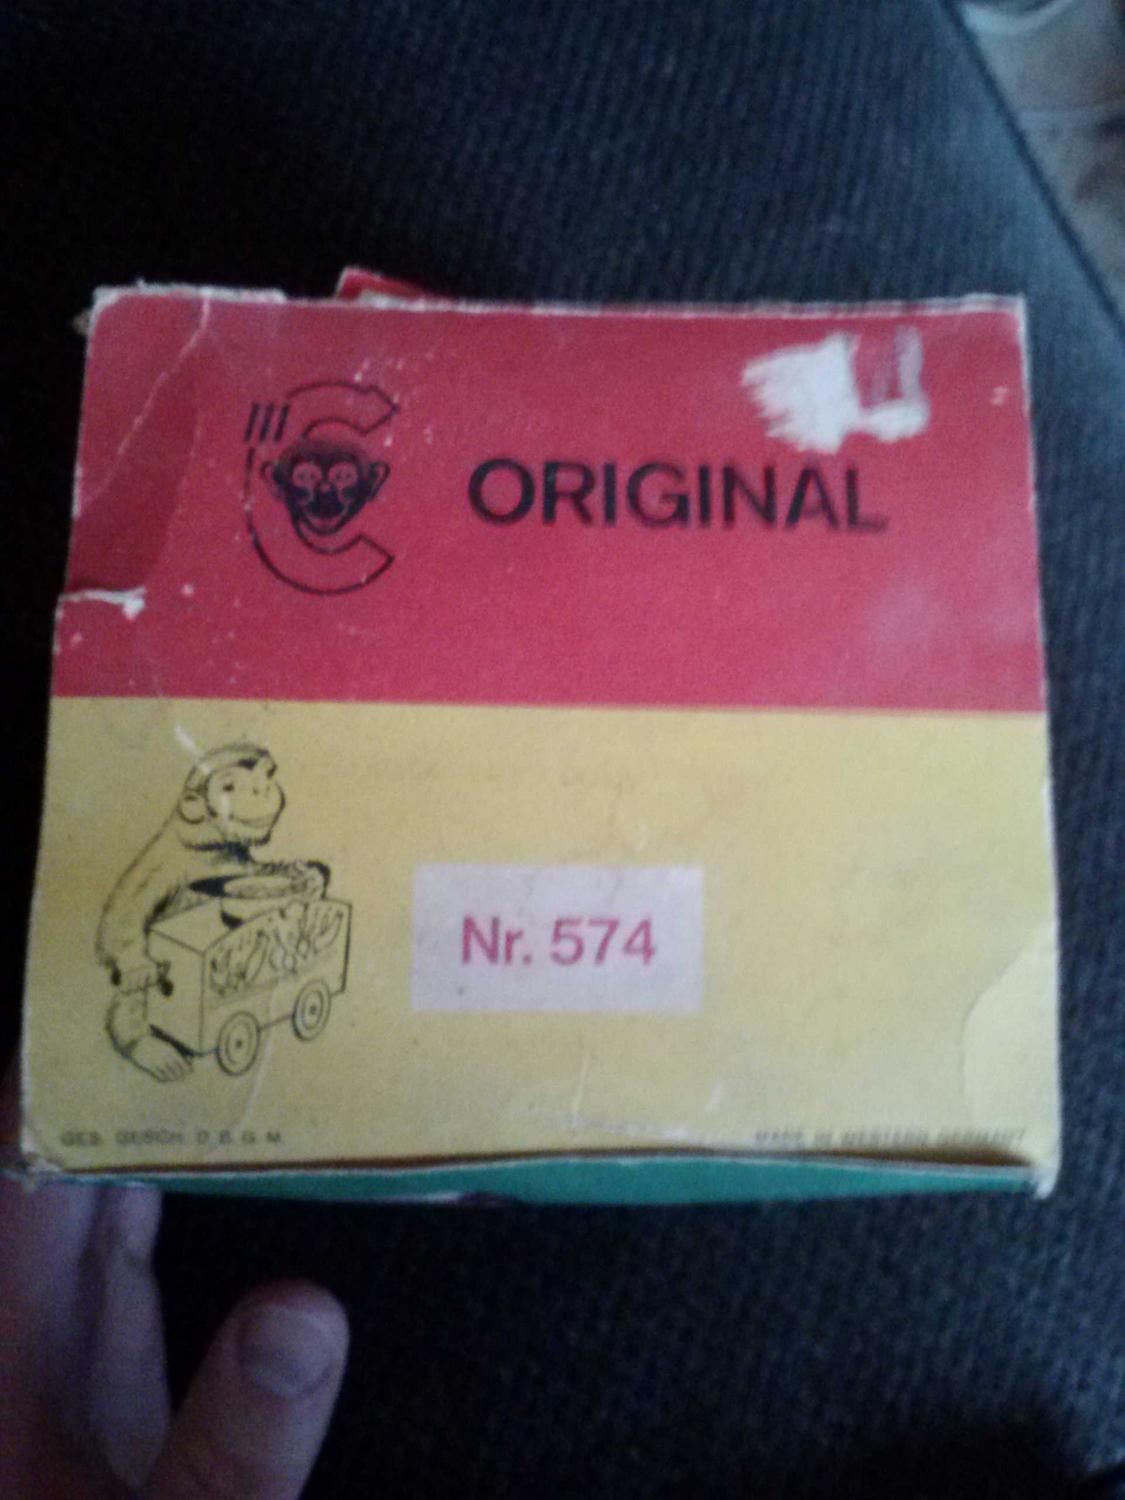 ORIGINAL
Nr. 574
GES. GESCH. D. B. G. M.
MADE IN WESTERN GERMANY